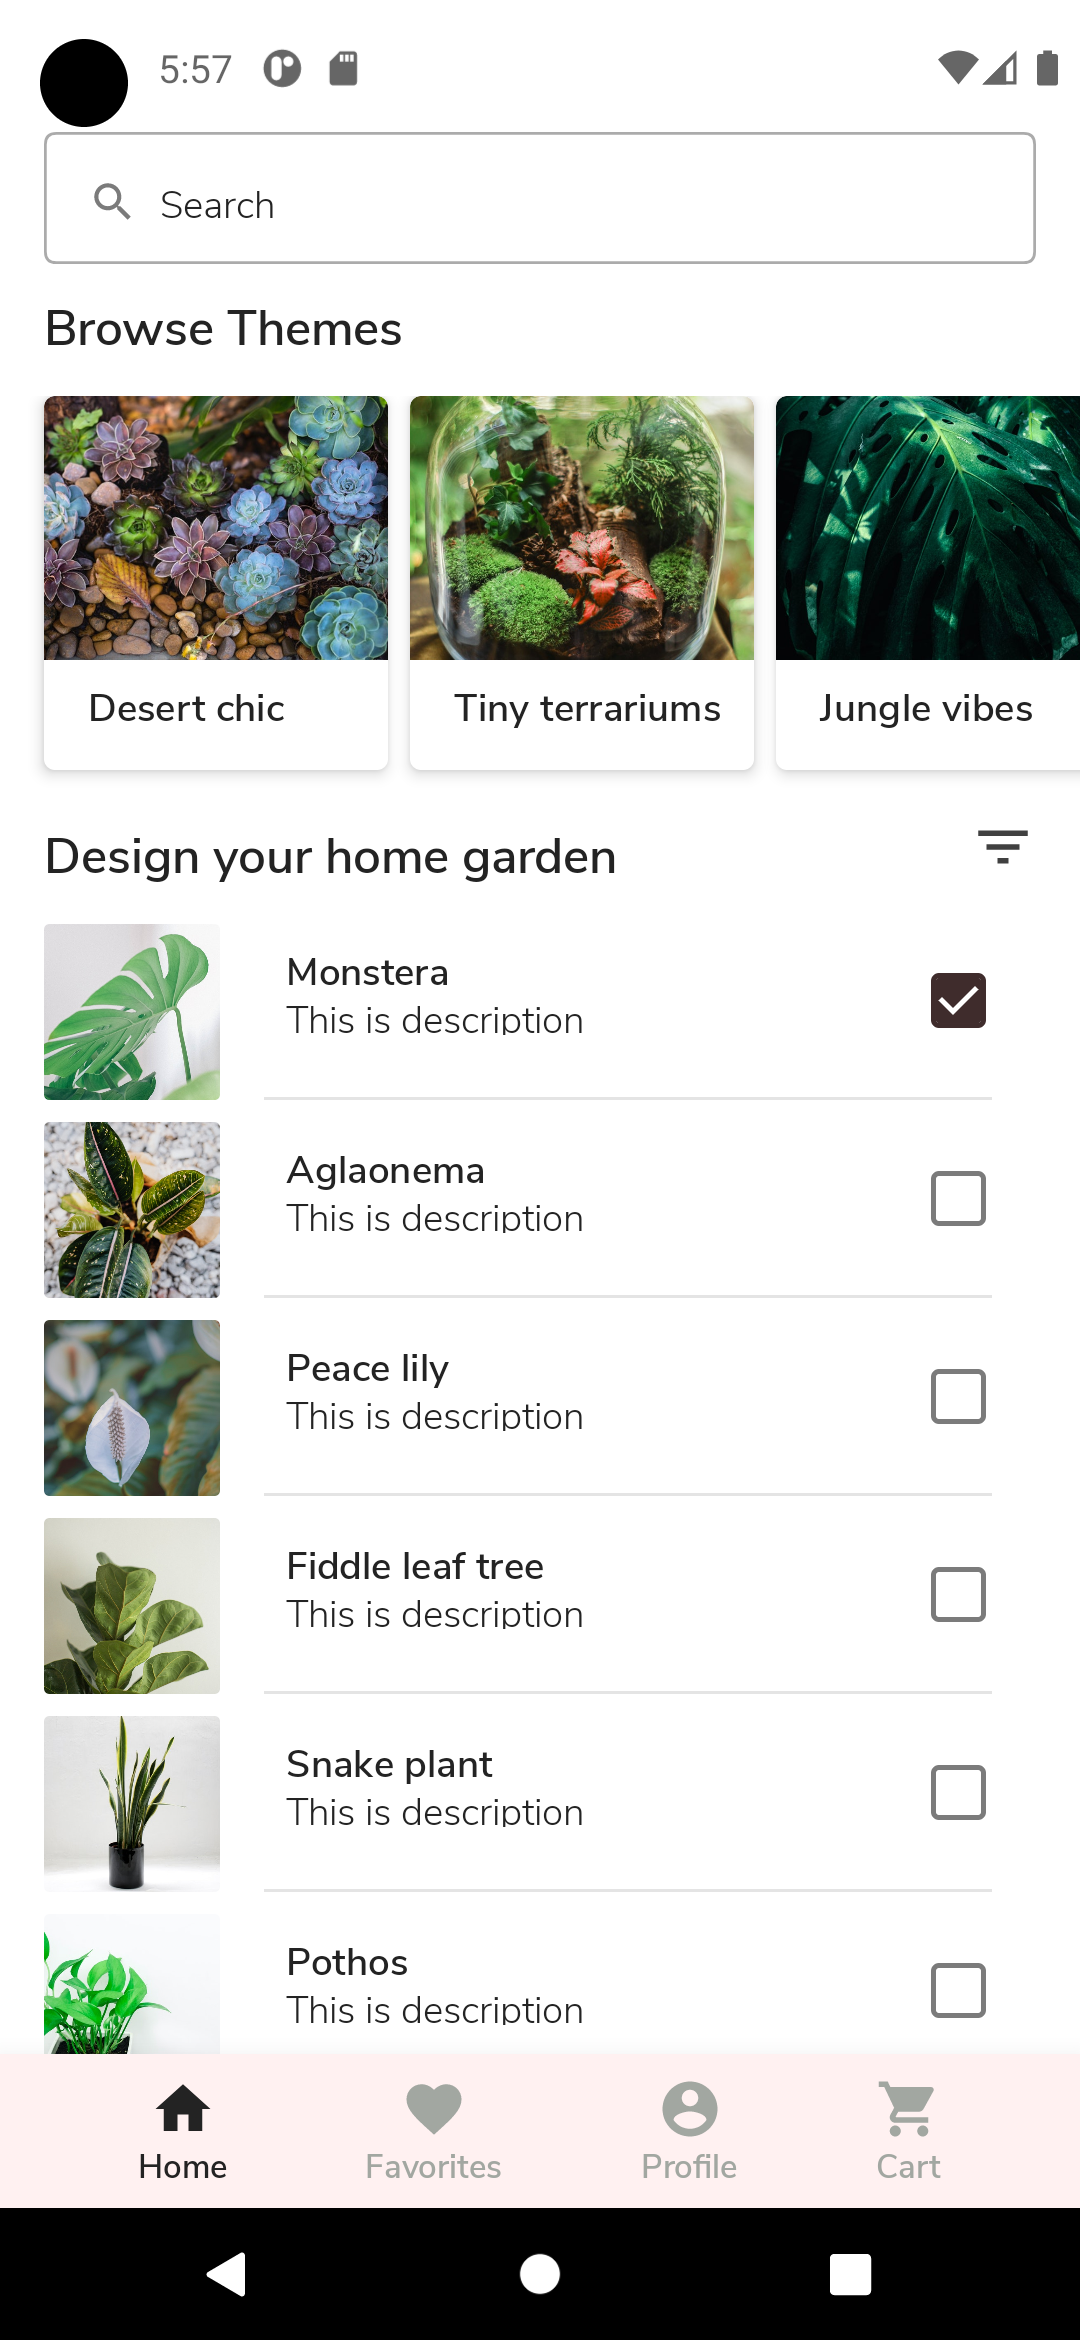 5:57
Search
Browse Themes
Desert chic
Tiny terrariums
Jungle vibes
Design your home garden
Monstera
This is description
Aglaonema
This is description
Peace lily
This is description
Fiddle leaf tree
This is description
Snake plant
This is description
Pothos
This is description
Home
Favorites
Profile
Cart